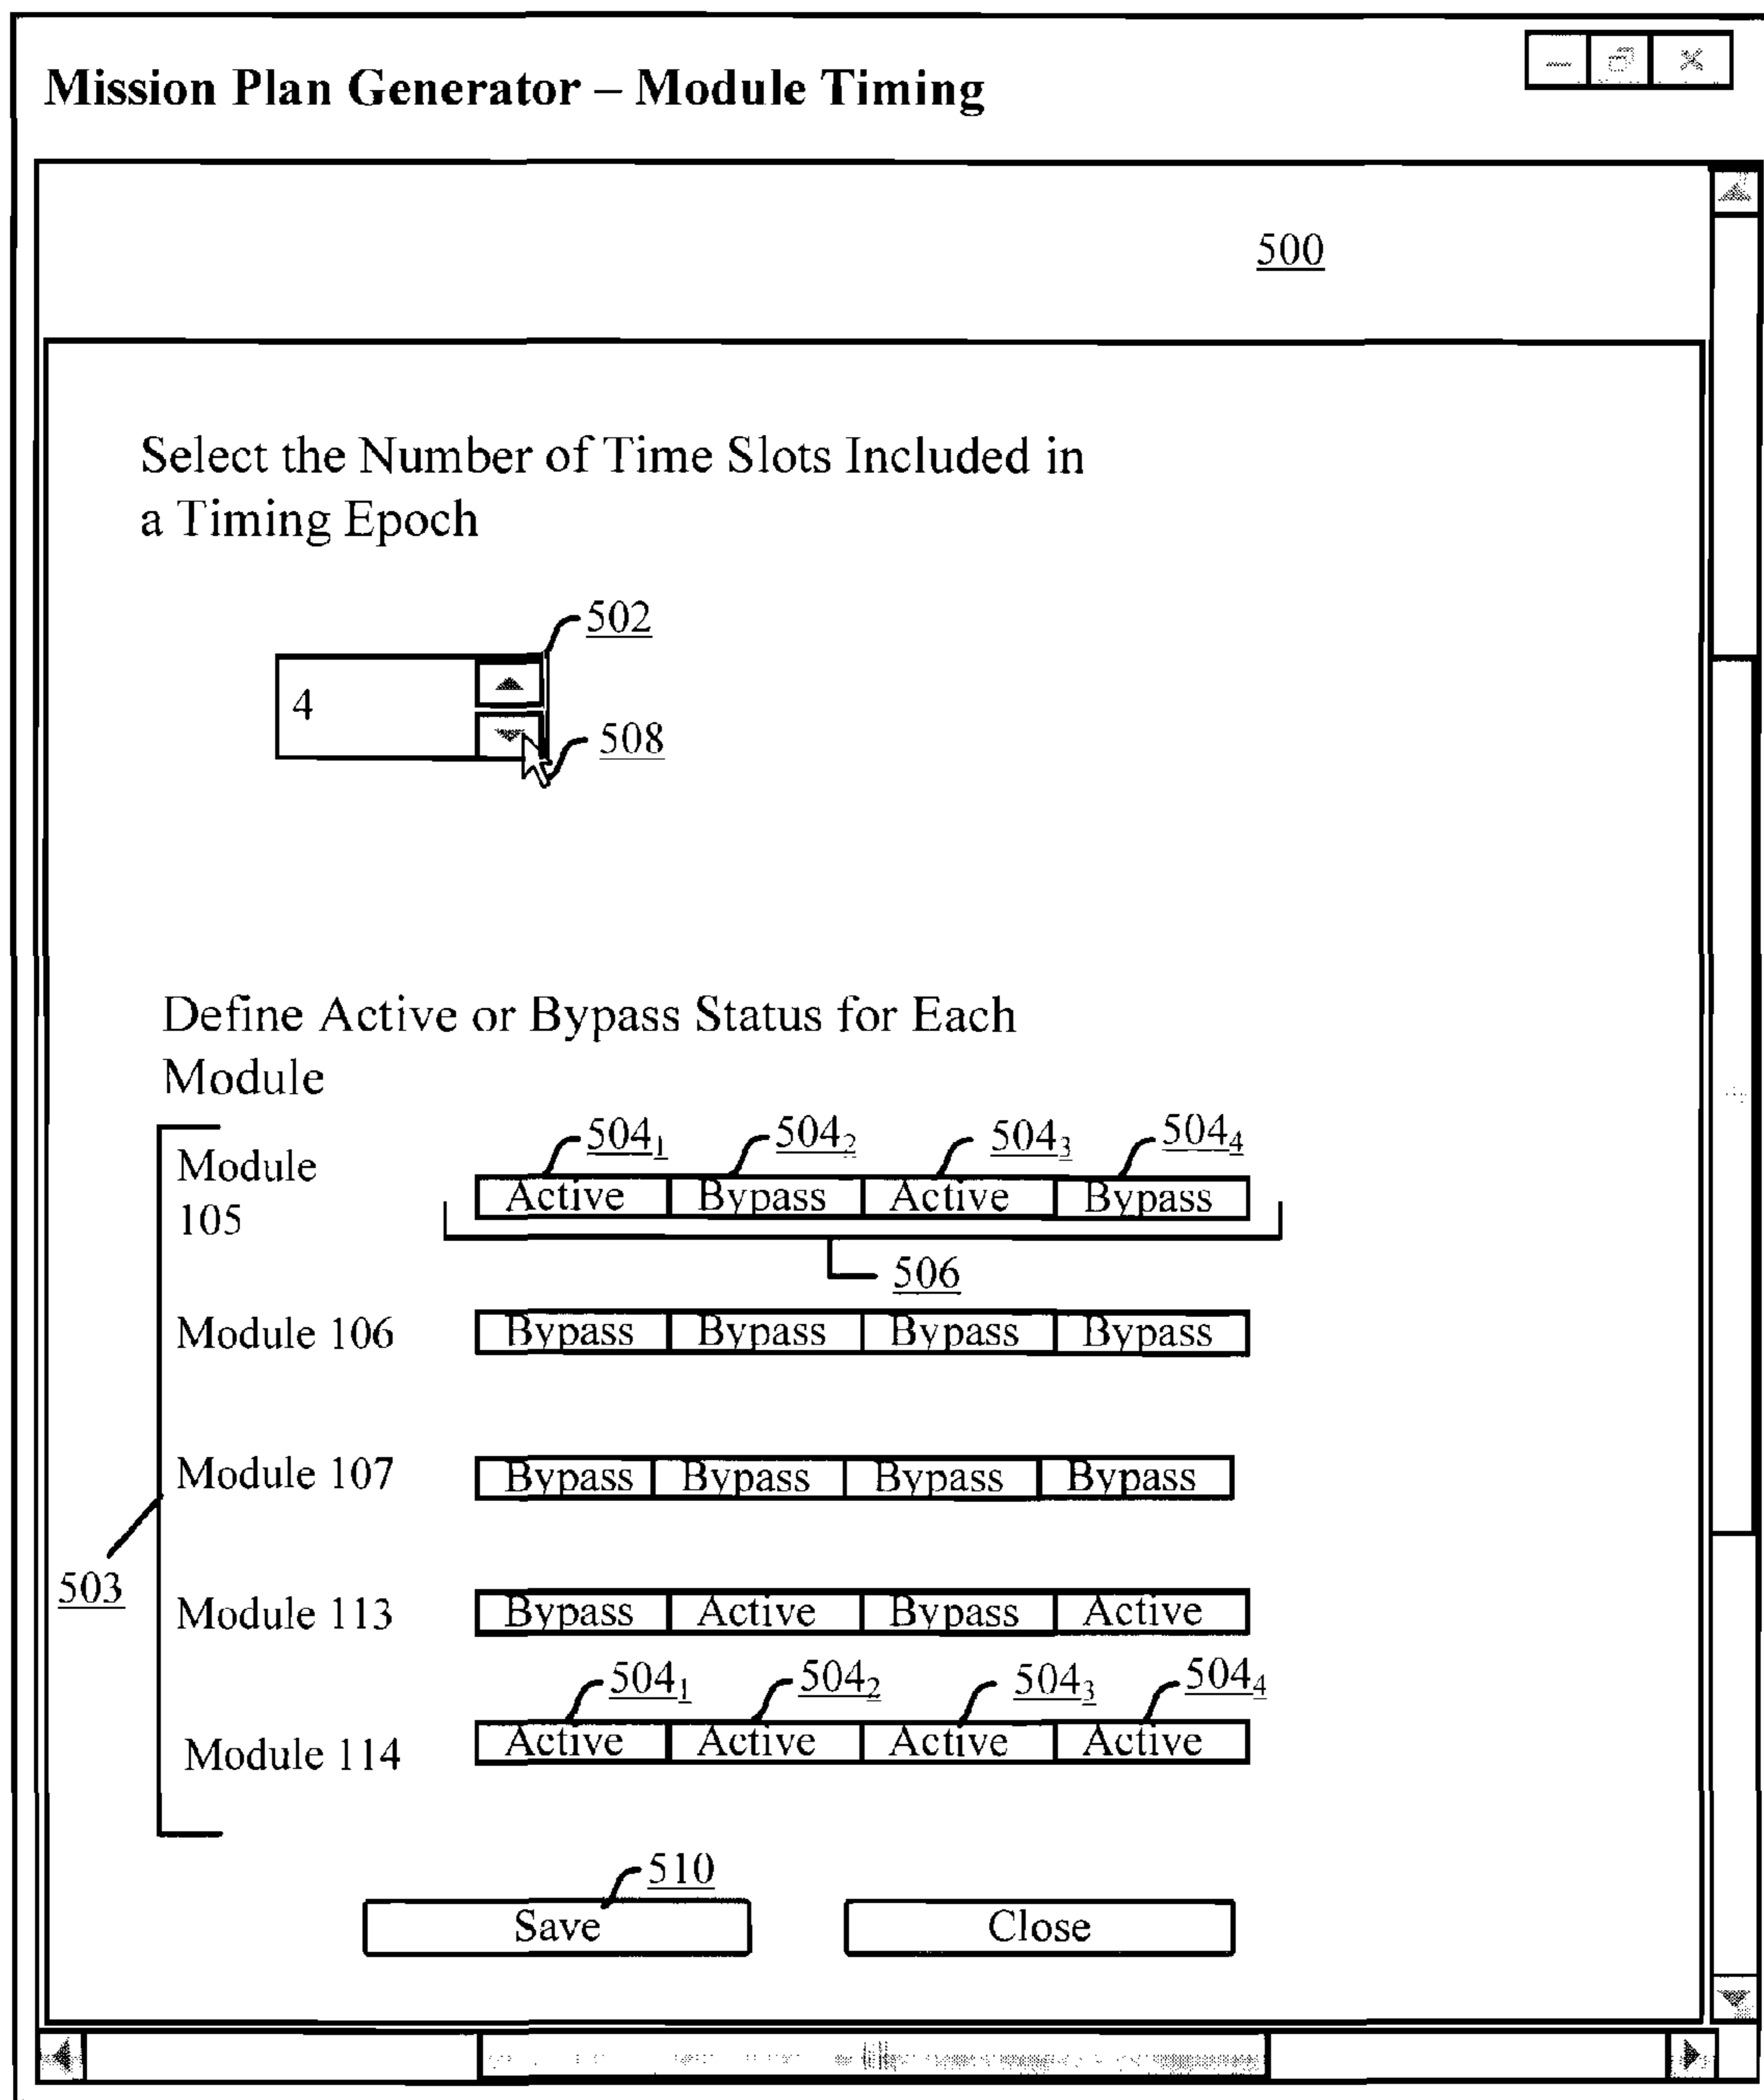 Mission Plan Generator – Module Timing
500
Select the Number of Time Slots Included in
a Timing Epoch
502
4
508
Define Active or Bypass Status for Each
Module
504₁ 504₂ 504₃ 504₄
Module
105
Active Bypass Active Bypass
506
Module 106 Bypass Bypass Bypass Bypass
Module 107 Bypass Bypass Bypass Bypass
503
Module 113 Bypass Active Bypass Active
504₁ 504₂ 504₃ 504₄
Module 114 Active Active Active Active
510
Save Close